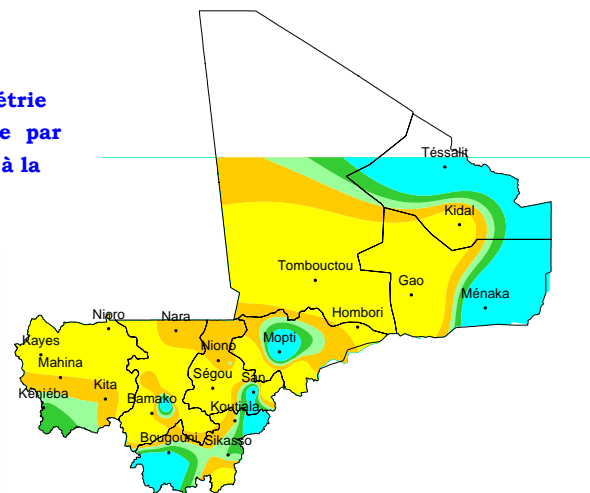 étrie
e par
à la
Téssalit
Kidal
Tombouctou
Gao
Ménaka
Hombori
Nioro
Nara
Mopti
Kayes
Niono
Mahina
Ségou
San
Kita
Kéniéba
Bamako
Koutiala
Bougouni
Sikasso